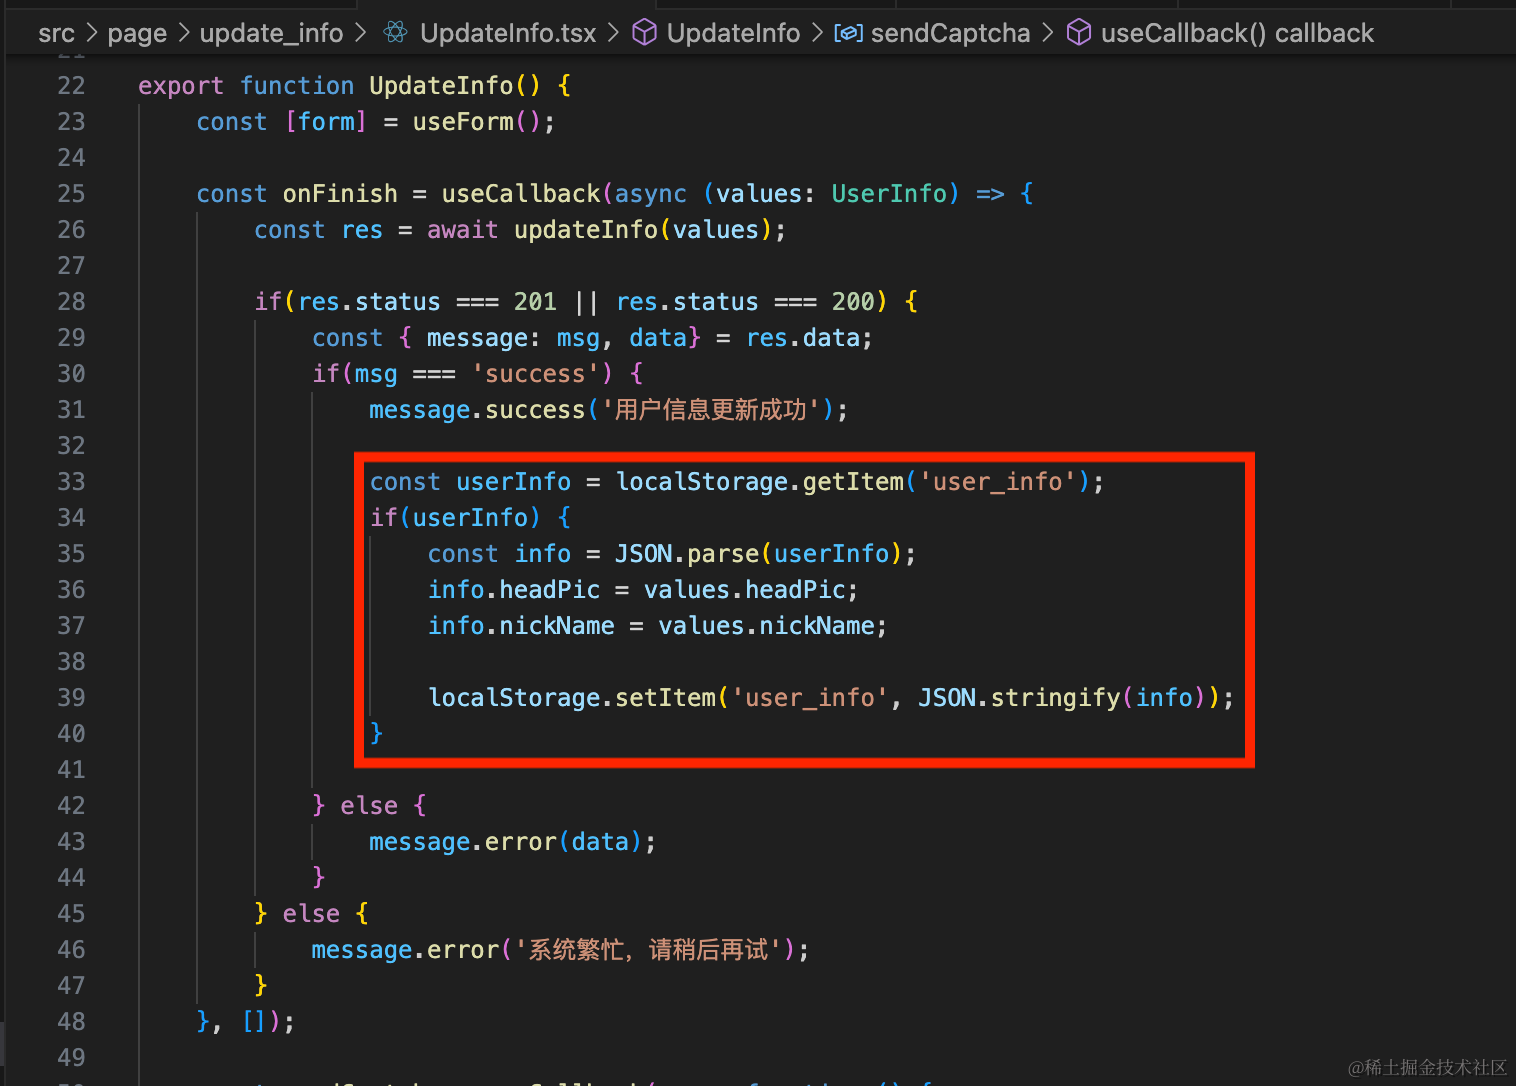 src > page > update_info > UpdateInfo.tsx > UpdateInfo > sendCaptcha > useCallback() callback
21
22 export function UpdateInfo() {
23 const [form] = useForm();
24
25 const onFinish = useCallback(async (values: UserInfo) => {
26 const res = await updateInfo(values);
27
28 if(res.status === 201 || res.status === 200) {
29 const { message: msg, data} = res.data;
30 if(msg === 'success') {
31 message.success('用户信息更新成功');
32
33 const userInfo = localStorage.getItem('user_info');
34 if(userInfo) {
35 const info = JSON.parse(userInfo);
36 info.headPic = values.headPic;
37 info.nickName = values.nickName;
38
39 localStorage.setItem('user_info', JSON.stringify(info));
40 }
41
42 } else {
43 message.error(data);
44 }
45 } else {
46 message.error('系统繁忙，请稍后再试');
47 }
48 }, []);
49
@稀土掘金技术社区